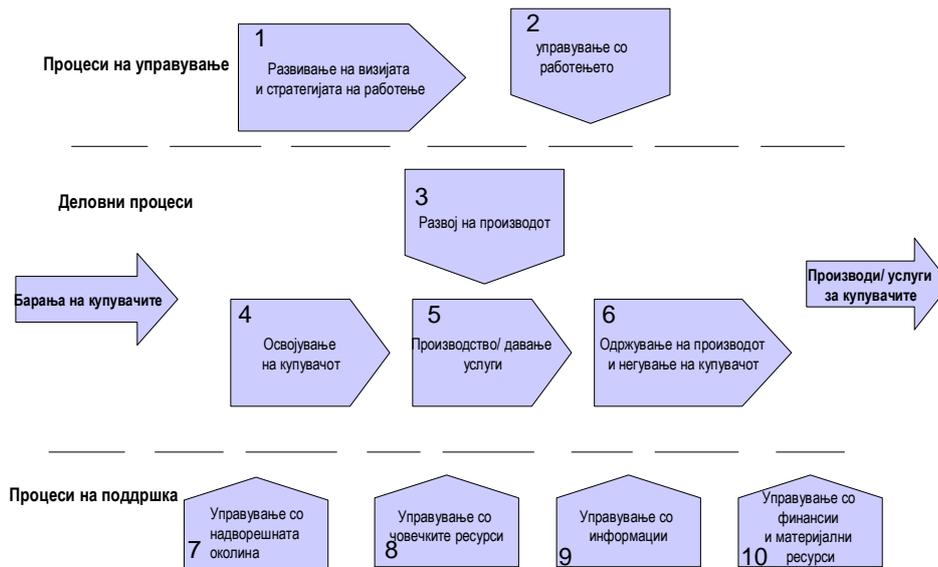 Процеси на управување
1
Развивање на визијата
и стратегијата на работење
2
управување со
работењето
Деловни процеси
3
Развој на производот
Барања на купувачите
Производи/ услуги
за купувачите
4
Освојување
на купувачот
5
Производство/ давање
услуги
6
Одржување на производот
и негување на купувачот
Процеси на поддршка
7
Управување со
надворешната
околина
8
Управување со
човечките ресурси
9
Управување со
информации
10
Управување со
финансии
и материјални
ресурси